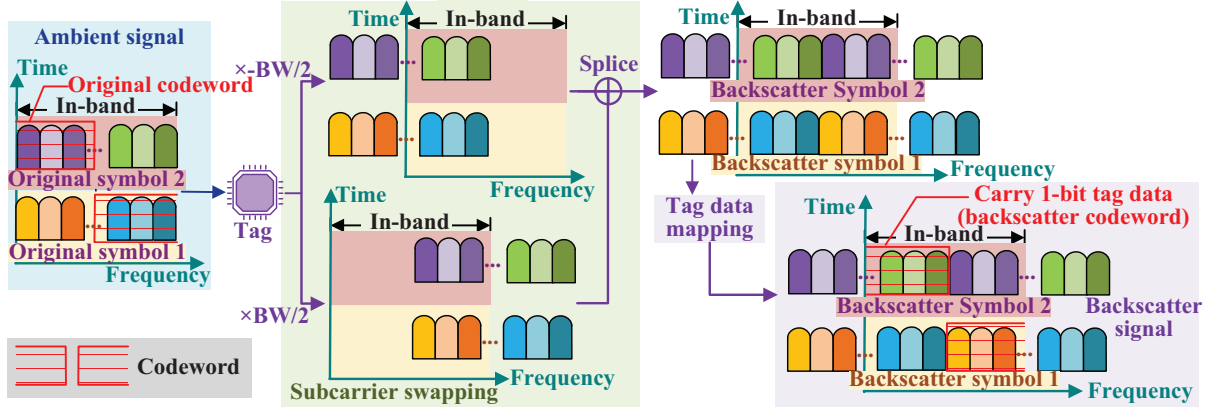 Ambient signal
Time
Original codeword
In-band
Original symbol 2
Original symbol 1
Frequency
Codeword
Tag
×-BW/2
×BW/2
Time
In-band
Frequency
Time
In-band
Frequency
Subcarrier swapping
Splice
Time
In-band
Backscatter Symbol 2
Backscatter symbol 1
Frequency
Tag data
mapping
Carry 1-bit tag data
(backscatter codeword)
Time
In-band
Backscatter Symbol 2
Backscatter
signal
Backscatter symbol 1
Frequency